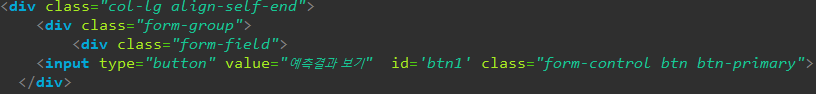 <div class="col-lg align-self-end">
<div class="form-group">
<div class="form-field">
<input type="button" value="예측결과 보기"  id='btn1' class="form-control btn btn-primary">
</div>